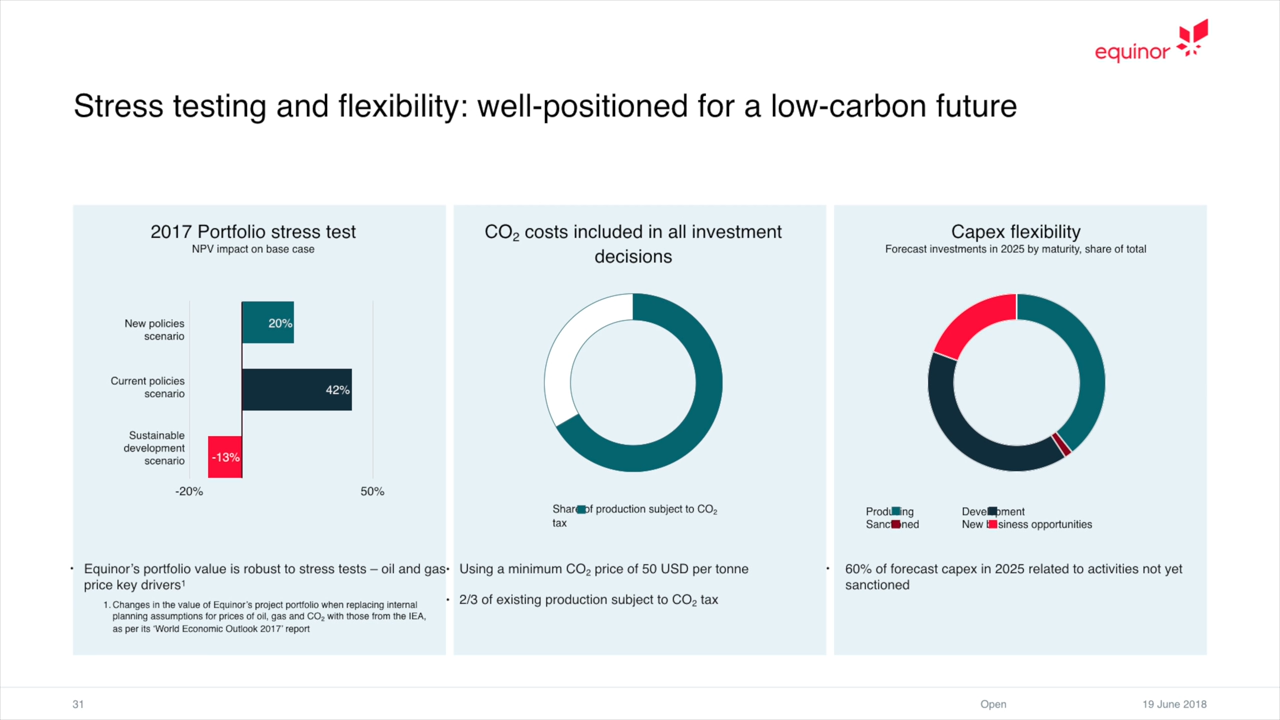 equinor
Stress testing and flexibility: well-positioned for a low-carbon future
2017 Portfolio stress test
NPV impact on base case
New policies
scenario
20%
Current policies
scenario
42%
Sustainable
development
scenario
-13%
-20%
50%
• Equinor’s portfolio value is robust to stress tests – oil and gas
price key drivers¹
1. Changes in the value of Equinor’s project portfolio when replacing internal
planning assumptions for prices of oil, gas and CO₂ with those from the IEA,
as per its ‘World Economic Outlook 2017’ report
CO₂ costs included in all investment
decisions
Share of production subject to CO₂
tax
• Using a minimum CO₂ price of 50 USD per tonne
• 2/3 of existing production subject to CO₂ tax
Capex flexibility
Forecast investments in 2025 by maturity, share of total
Producing
Development
Sanctioned
New business opportunities
• 60% of forecast capex in 2025 related to activities not yet
sanctioned
31
Open
19 June 2018